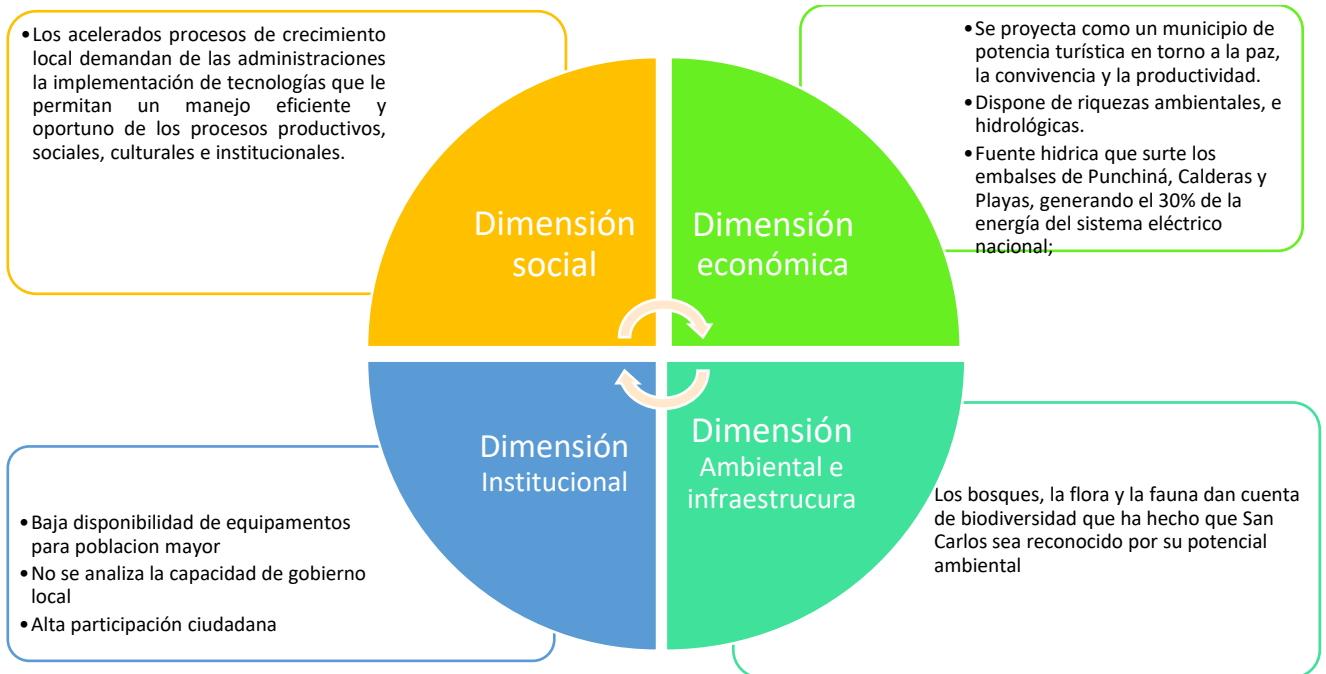 •Los acelerados procesos de crecimiento
local demandan de las administraciones
la implementación de tecnologías que le
permitan un manejo eficiente y
oportuno de los procesos productivos,
sociales, culturales e institucionales.
•Se proyecta como un municipio de
potencia turística en torno a la paz,
la convivencia y la productividad.
•Dispone de riquezas ambientales, e
hidrológicas.
•Fuente hidrica que surte los
embalses de Punchiná, Calderas y
Playas, generando el 30% de la
energía del sistema eléctrico
nacional;
Dimensión
social
Dimensión
económica
Dimensión
Institucional
Dimensión
Ambiental e
infraestrucura
•Baja disponibilidad de equipamentos
para poblacion mayor
•No se analiza la capacidad de gobierno
local
•Alta participación ciudadana
Los bosques, la flora y la fauna dan cuenta
de biodiversidad que ha hecho que San
Carlos sea reconocido por su potencial
ambiental